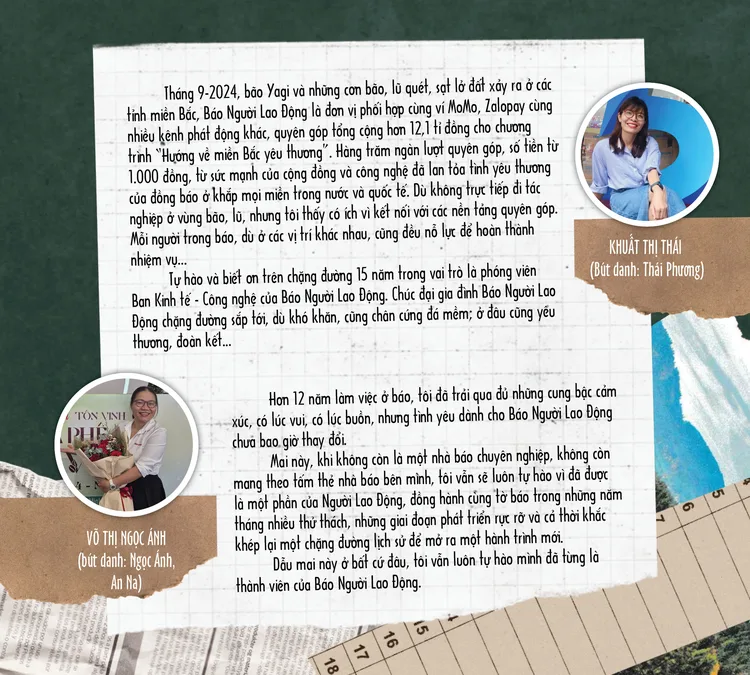 Tháng 9-2024, bão Yagi và những cơn bão, lũ quét, sạt lở đất xảy ra ở các
tỉnh miền Bắc, Báo Người Lao Động là đơn vị phối hợp cùng ví MoMo, Zalopay cùng
nhiều kênh phát động khác, quyên góp tổng cộng hơn 12,1 tỉ đồng cho chương
trình "Hướng về miền Bắc yêu thương". Hàng trăm ngàn lượt quyên góp, số tiền từ
1.000 đồng, từ sức mạnh của cộng đồng và công nghệ đã lan tỏa tình yêu thương
của đồng bào ở khắp mọi miền trong nước và quốc tế. Dù không trực tiếp đi tác
nghiệp ở vùng bão, lũ, nhưng tôi thấy có ích vì kết nối với các nền tảng quyên góp.
Mỗi người trong báo, dù ở các vị trí khác nhau, cũng đều nỗ lực để hoàn thành
nhiệm vụ...
Tự hào và biết ơn trên chặng đường 15 năm trong vai trò là phóng viên
Ban Kinh tế - Công nghệ của Báo Người Lao Động. Chúc đại gia đình Báo Người Lao
Động chặng đường sắp tới, dù khó khăn, cũng chân cứng đá mềm; ở đâu cũng yêu
thương, đoàn kết...
KHUẤT THỊ THÁI
(Bút danh: Thái Phương)
Hơn 12 năm làm việc ở báo, tôi đã trải qua đủ những cung bậc cảm
xúc, có lúc vui, có lúc buồn, nhưng tình yêu dành cho Báo Người Lao Động
chưa bao giờ thay đổi.
Mai này, khi không còn là một nhà báo chuyên nghiệp, không còn
mang theo tấm thẻ nhà báo bên mình, tôi vẫn sẽ luôn tự hào vì đã được
là một phần của Người Lao Động, đồng hành cùng tờ báo trong những năm
tháng nhiều thử thách, những giai đoạn phát triển rực rỡ và cả thời khắc
khép lại một chặng đường lịch sử để mở ra một hành trình mới.
Dẫu mai này ở bất cứ đâu, tôi vẫn luôn tự hào mình đã từng là
thành viên của Báo Người Lao Động.
TÔN VINH
VÕ THỊ NGỌC ÁNH
(bút danh: Ngọc Ánh,
An Na)
18
17
16
15
5
4